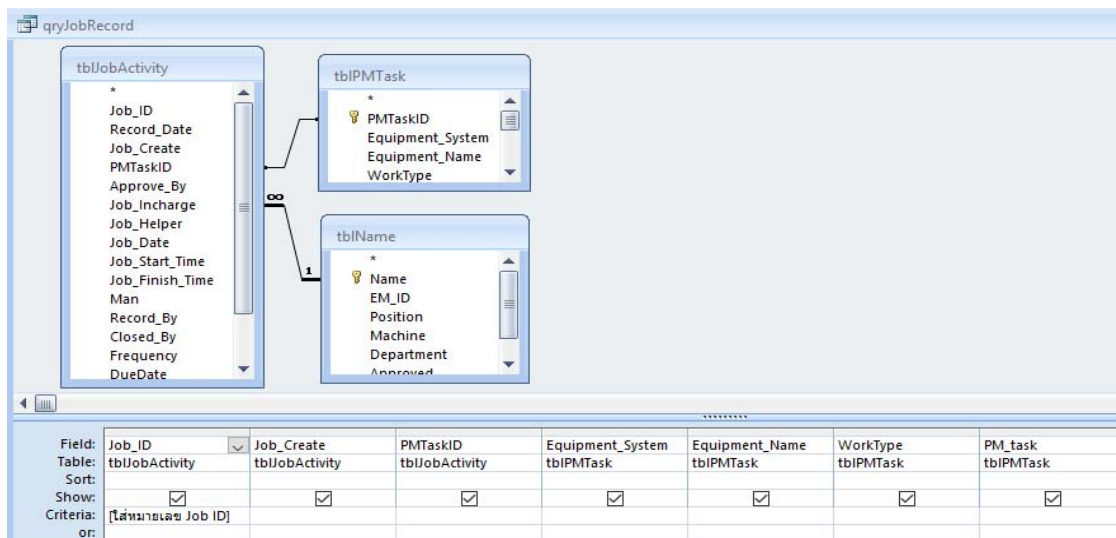 qryJobRecord
tblJobActivity
*
Job_ID
Record_Date
Job_Create
PMTaskID
Approve_By
Job_Incharge
Job_Helper
Job_Date
Job_Start_Time
Job_Finish_Time
Man
Record_By
Closed_By
Frequency
DueDate
tblPMTask
*
PMTaskID
Equipment_System
Equipment_Name
WorkType
∞
1
tblName
*
Name
EM_ID
Position
Machine
Department
Approved
Field: Job_ID Job_Create PMTaskID Equipment_System Equipment_Name WorkType PM_task
Table: tblJobActivity tblJobActivity tblJobActivity tblPMTask tblPMTask tblPMTask tblPMTask
Sort:
Show:
Criteria: [ใส่หมายเลข Job ID]
or: